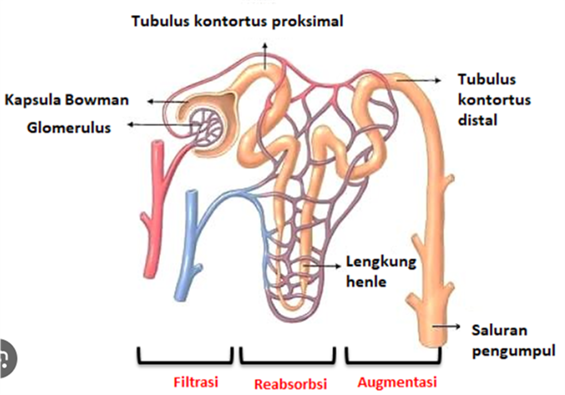 Tubulus kontortus proksimal
Kapsula Bowman
Glomerulus
Tubulus
kontortus
distal
Lengkung
henle
Saluran
pengumpul
Filtrasi
Reabsorbsi
Augmentasi